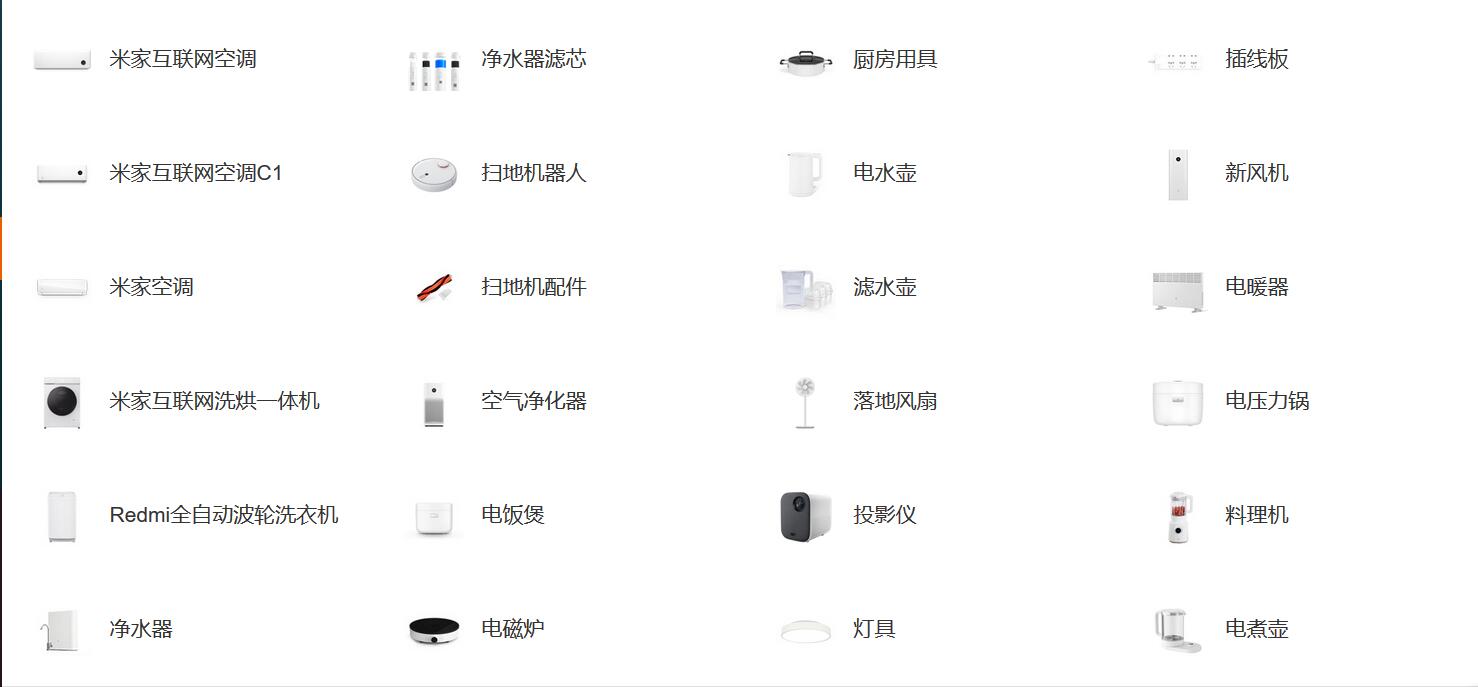 米家互联网空调
净水器滤芯
厨房用具
插线板
米家互联网空调C1
扫地机器人
电水壶
新风机
米家空调
扫地机配件
滤水壶
电暖器
米家互联网洗烘一体机
空气净化器
落地风扇
电压力锅
Redmi全自动波轮洗衣机
电饭煲
投影仪
料理机
净水器
电磁炉
灯具
电煮壶